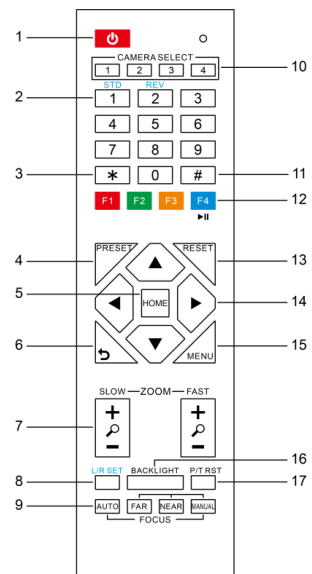 1
CAMERA SELECT
1 2 3 4
10
STD REV
2
1 2 3
4 5 6
7 8 9
3
* 0 #
11
F1 F2 F3 F4
12
PRESET
RESET
4
13
5
HOME
14
6
MENU
15
SLOW ZOOM FAST
+ +
7
- -
16
L/R SET BACKLIGHT P/T RST
8
17
9
AUTO FAR NEAR MANUAL
FOCUS